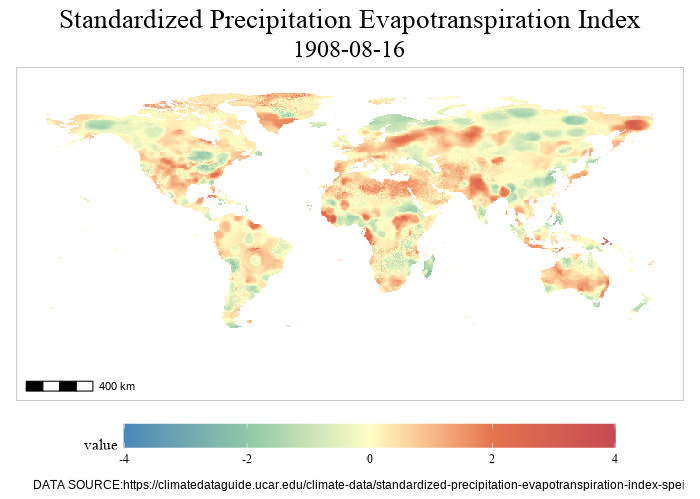 Standardized Precipitation Evapotranspiration Index
1908-08-16
400 km
value
-4 -2 0 2 4
DATA SOURCE:https://climatedataguide.ucar.edu/climate-data/standardized-precipitation-evapotranspiration-index-spei